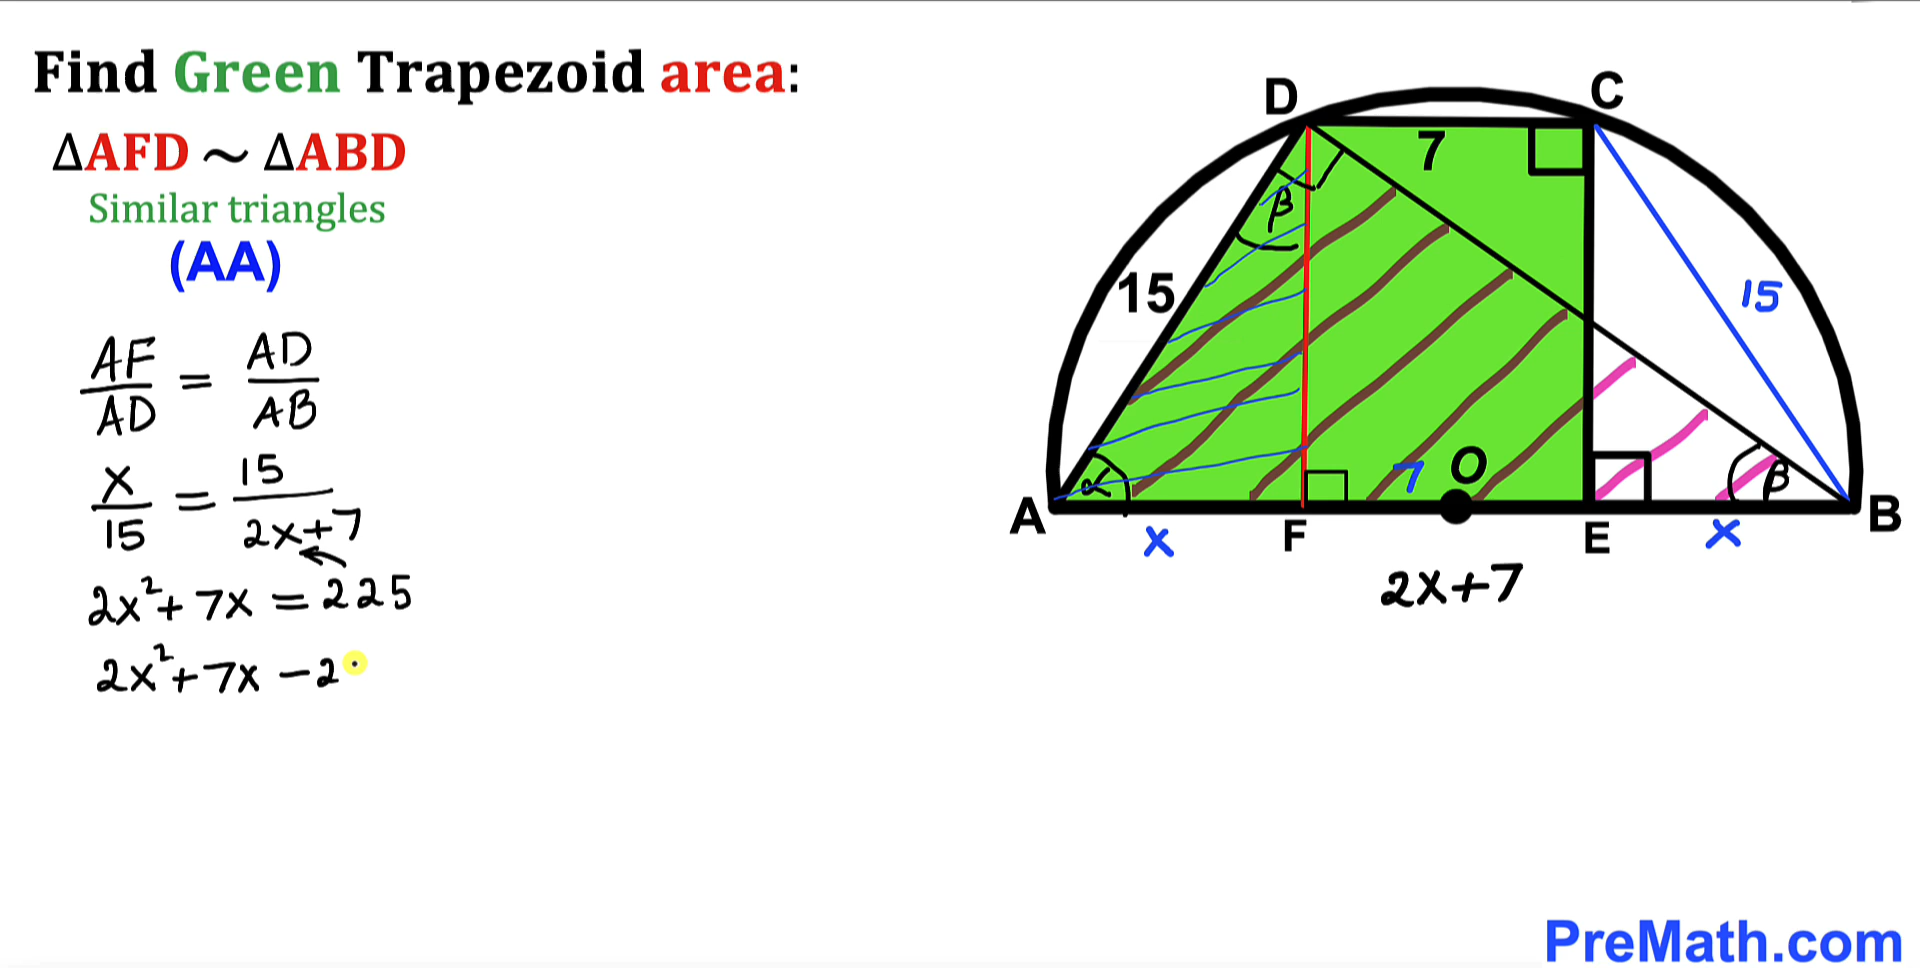 Find Green Trapezoid area:
ΔAFD ~ ΔABD
Similar triangles
(AA)
AF/AD = AD/AB
x/15 = 15/2x+7
2x²+ 7x = 225
2x²+7x −2
D
C
7
β
15
15
α
7
O
β
A
F
E
B
x
x
2x+7
PreMath.com